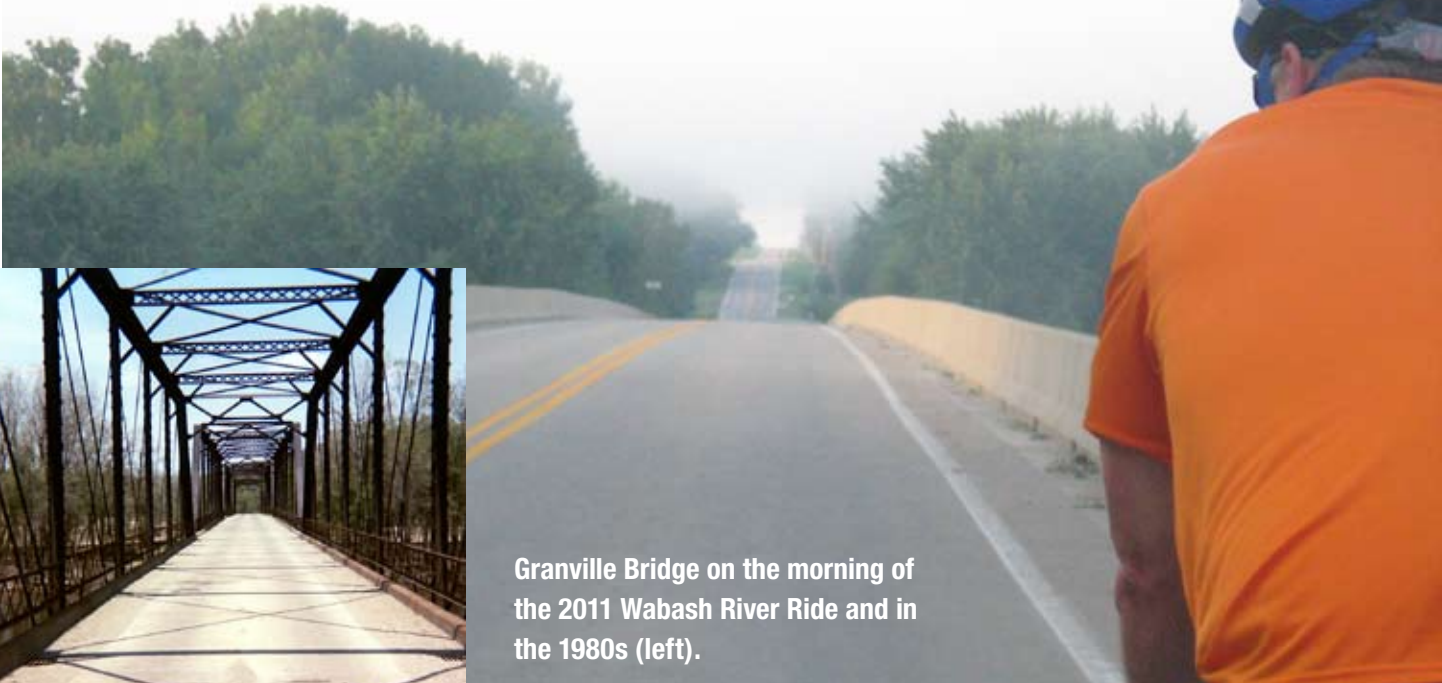 Granville Bridge on the morning of
the 2011 Wabash River Ride and in
the 1980s (left).